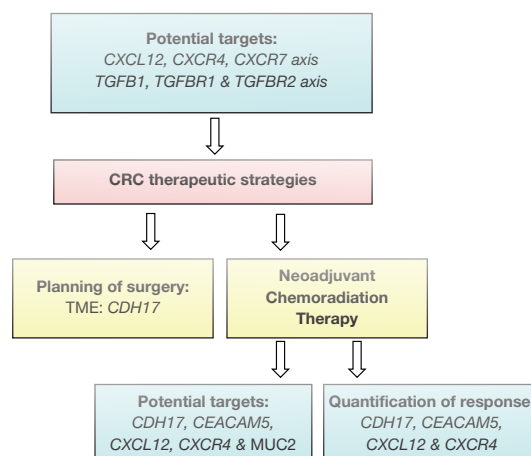 Potential targets:
CXCL12, CXCR4, CXCR7 axis
TGFB1, TGFBR1 & TGFBR2 axis
CRC therapeutic strategies
Planning of surgery:
TME: CDH17
Neoadjuvant
Chemoradiation
Therapy
Potential targets:
CDH17, CEACAM5,
CXCL12, CXCR4 & MUC2
Quantification of response
CDH17, CEACAM5,
CXCL12 & CXCR4